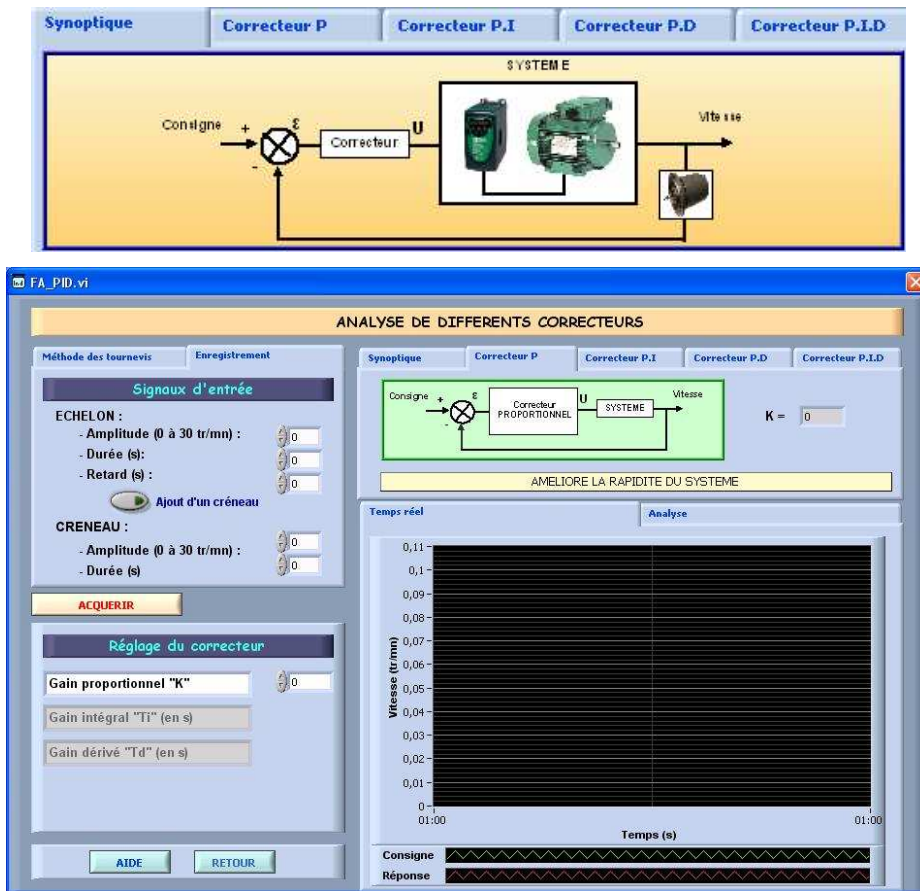 Synoptique Correcteur P Correcteur P.I Correcteur P.D Correcteur P.I.D
SYSTEME
Consigne + ε U Vitesse
Correcteur
-
FA_PID.vi
ANALYSE DE DIFFERENTS CORRECTEURS
Méthode des tournevis Enregistrement
Signaux d'entrée
ECHELON :
- Amplitude (0 à 30 tr/mn) : 0
- Durée (s): 0
- Retard (s) : 0
Ajout d'un créneau
CRENEAU :
- Amplitude (0 à 30 tr/mn) : 0
- Durée (s) 0
ACQUERIR
Réglage du correcteur
Gain proportionnel "K" 0
Gain intégral "Ti" (en s)
Gain dérivé "Td" (en s)
AIDE RETOUR
Synoptique Correcteur P Correcteur P.I Correcteur P.D Correcteur P.I.D
Consigne + ε U Vitesse
Correcteur
PROPORTIONNEL
SYSTEME
-
K = 0
AMELIORE LA RAPIDITE DU SYSTEME
Temps réel Analyse
Vitesse (tr/mn)
0,11
0,1
0,09
0,08
0,07
0,06
0,05
0,04
0,03
0,02
0,01
0
01:00 01:00
Temps (s)
Consigne
Réponse